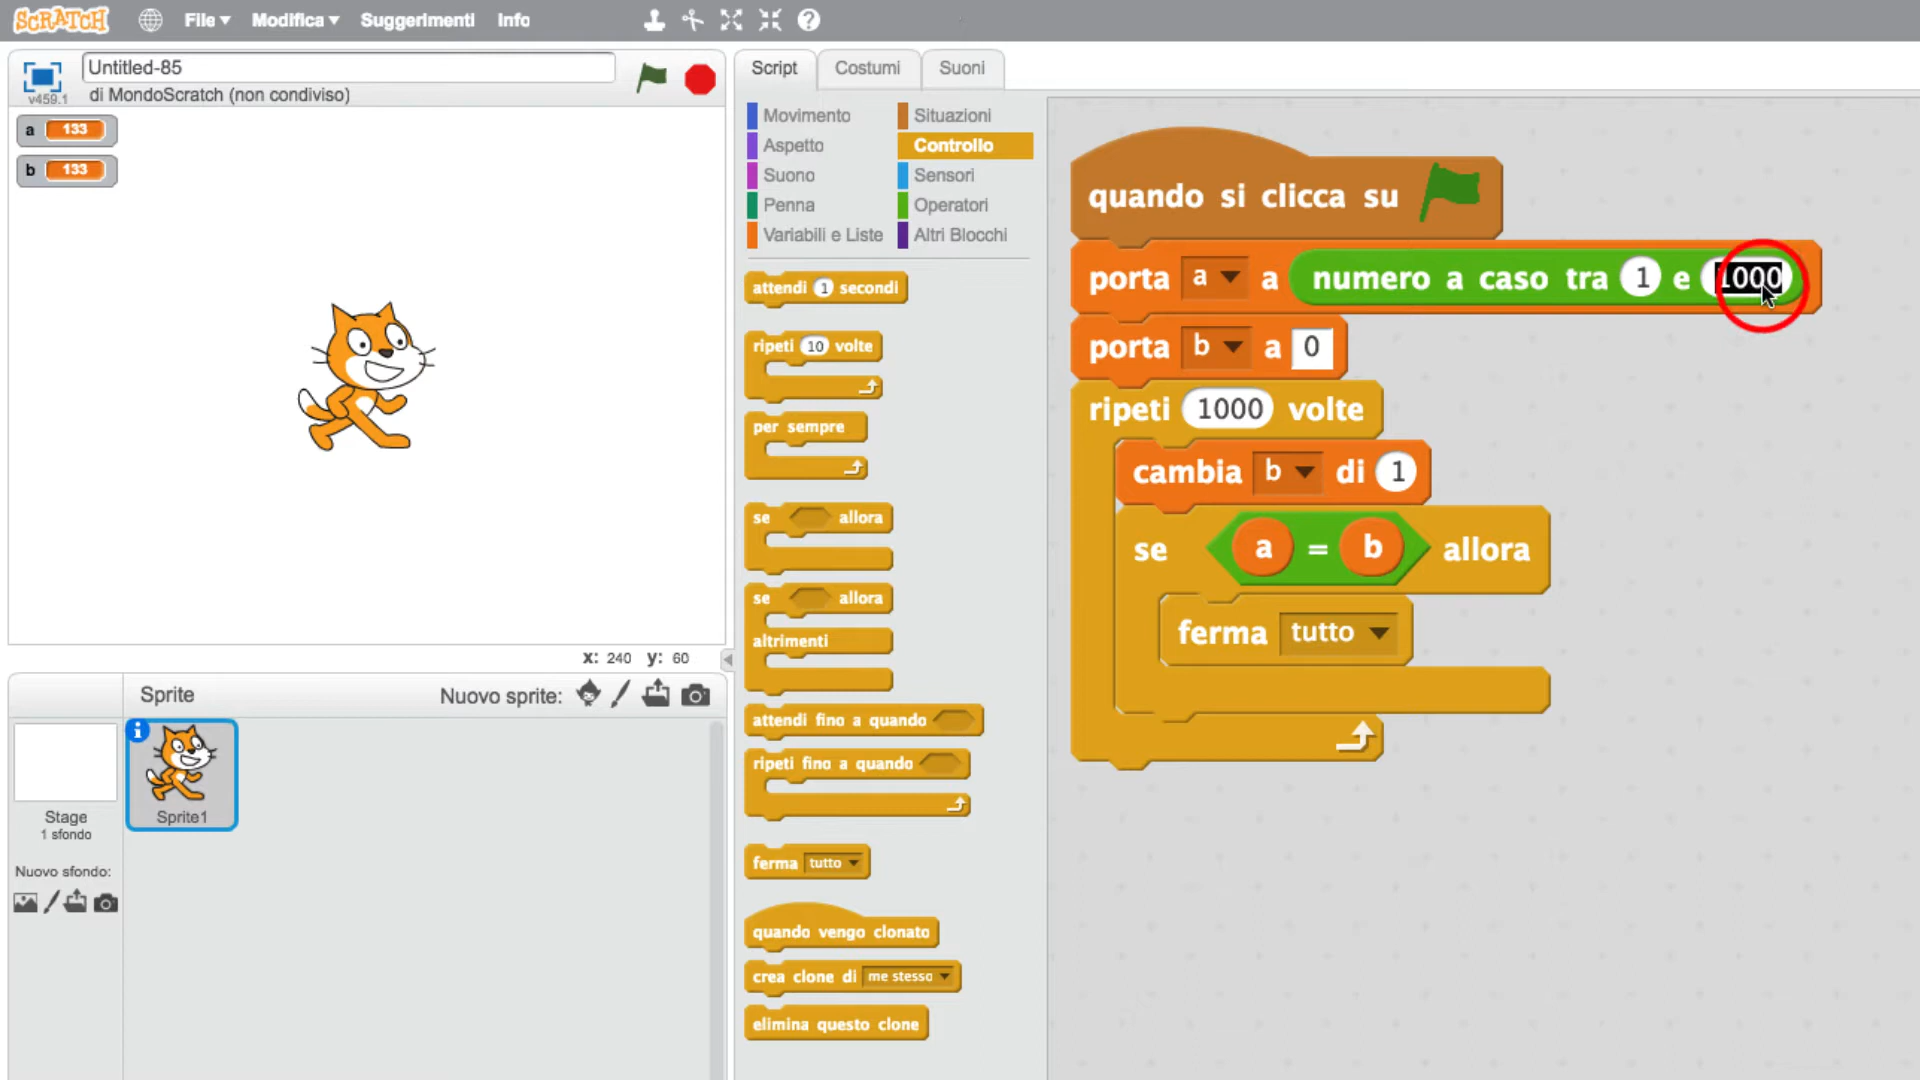 SCRATCH File Modifica Suggerimenti Info
Untitled-85
v459.1
di MondoScratch (non condiviso)
a 133
b 133
x: 240 y: 60
Sprite Nuovo sprite:
Sprite1
Stage
1 sfondo
Nuovo sfondo:
Script Costumi Suoni
Movimento Situazioni
Aspetto Controllo
Suono Sensori
Penna Operatori
Variabili e Liste Altri Blocchi
attendi 1 secondi
ripeti 10 volte
per sempre
se allora
se allora
altrimenti
attendi fino a quando
ripeti fino a quando
ferma tutto
quando vengo clonato
crea clone di me stesso
elimina questo clone
quando si clicca su
porta a a numero a caso tra 1 e 1000
porta b a 0
ripeti 1000 volte
cambia b di 1
se a = b allora
ferma tutto